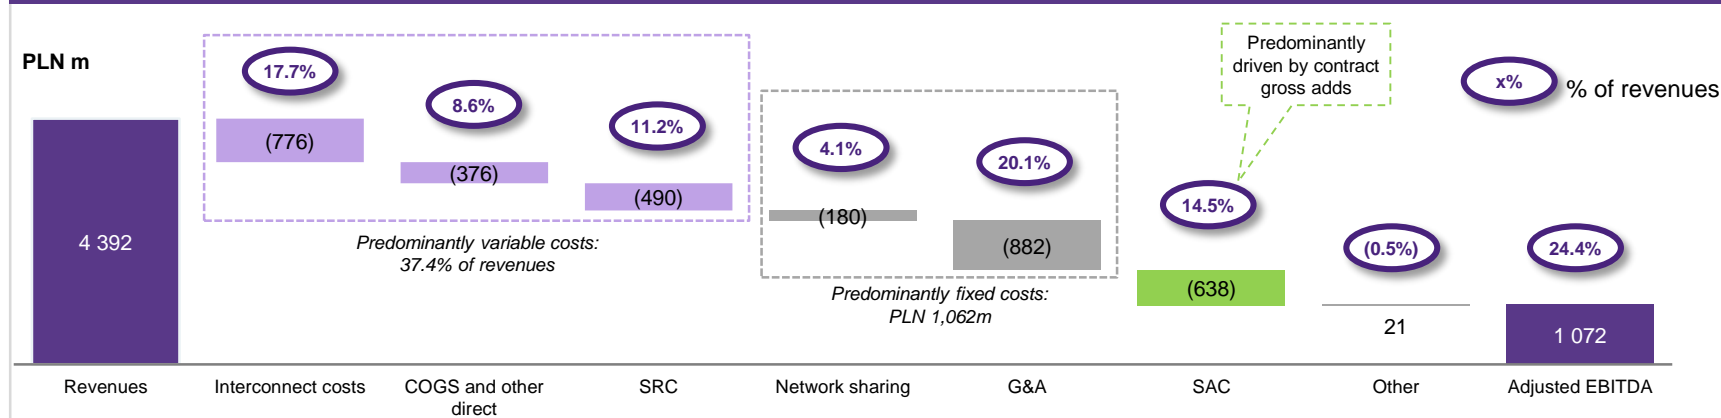 PLN m
17.7%
8.6%
11.2%
4.1%
20.1%
14.5%
(0.5%)
24.4%
Predominantly
driven by contract
gross adds
x%
% of revenues
4 392
(776)
(376)
(490)
(180)
(882)
(638)
21
1 072
Predominantly variable costs:
37.4% of revenues
Predominantly fixed costs:
PLN 1,062m
Revenues
Interconnect costs
COGS and other
direct
SRC
Network sharing
G&A
SAC
Other
Adjusted EBITDA